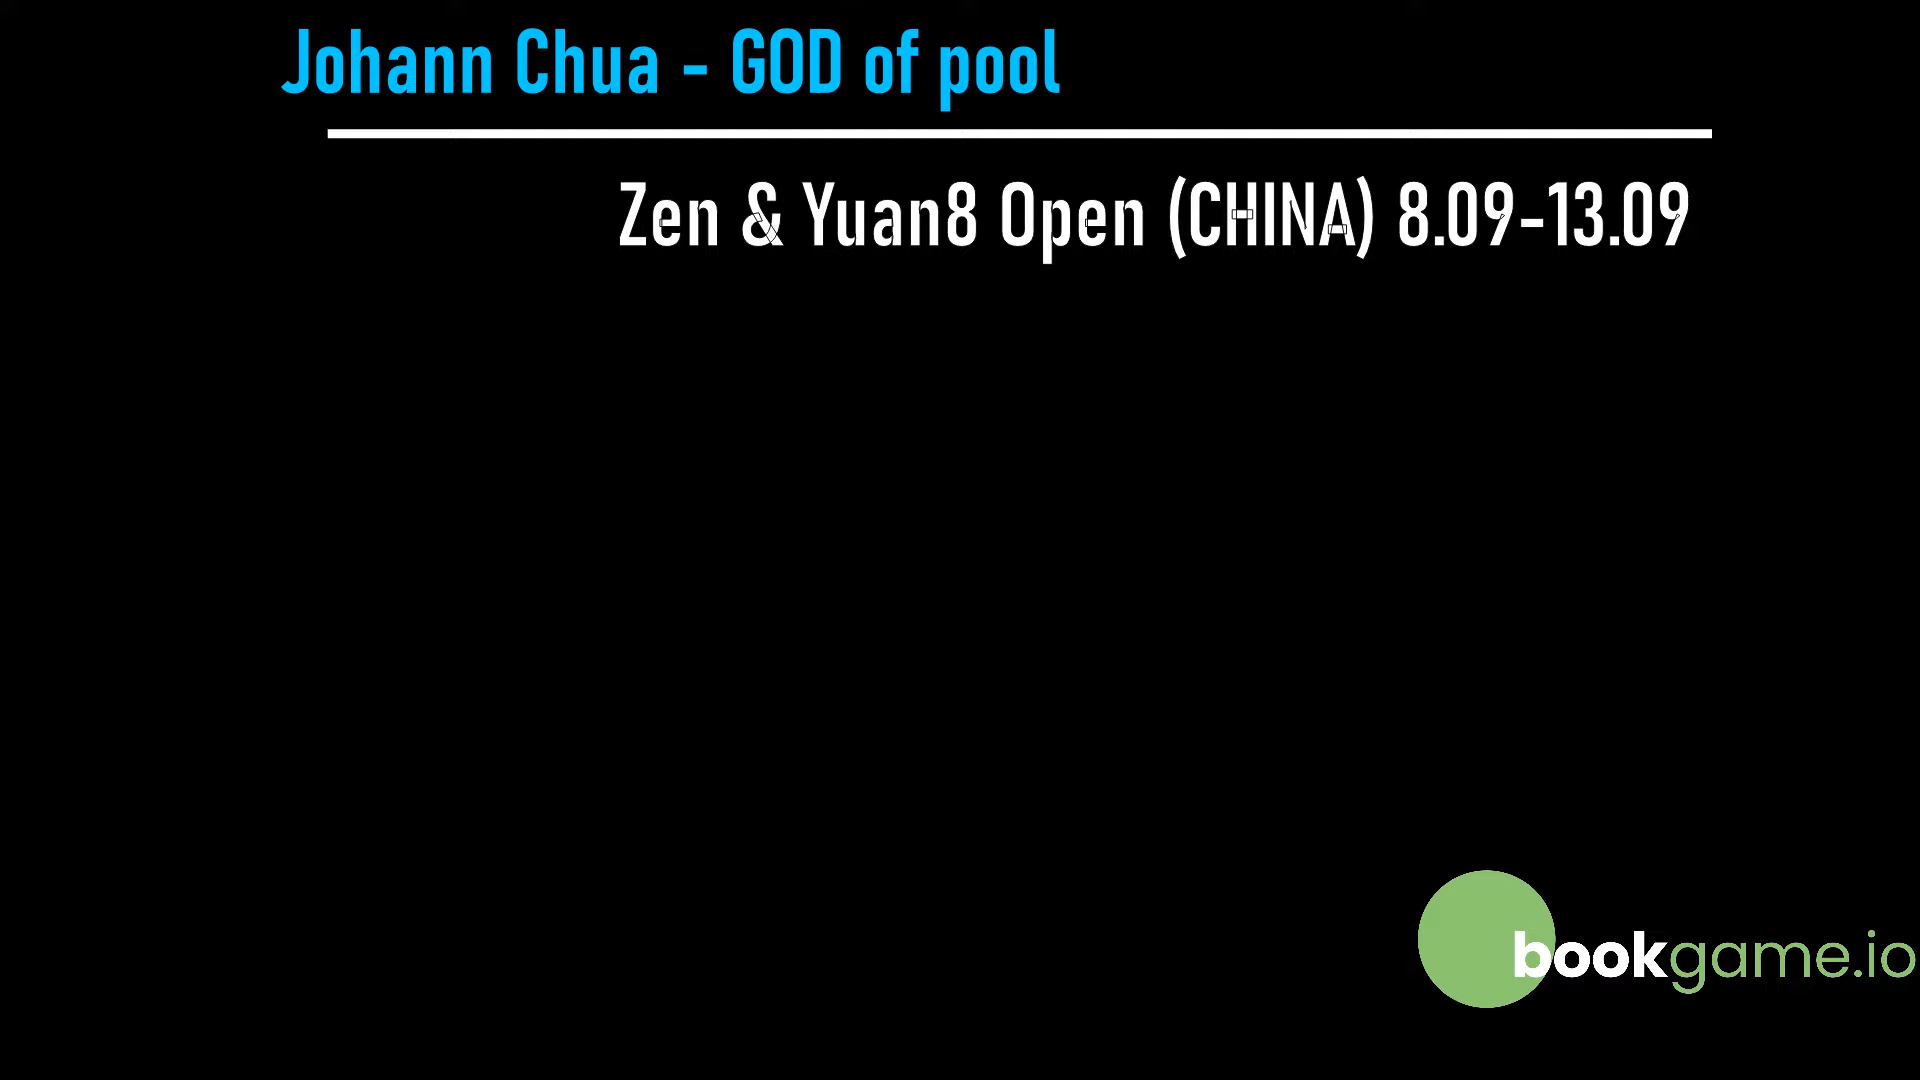 Johann Chua - GOD of pool
Zen & Yuan8 Open (CHINA) 8.09-13.09
bookgame.io